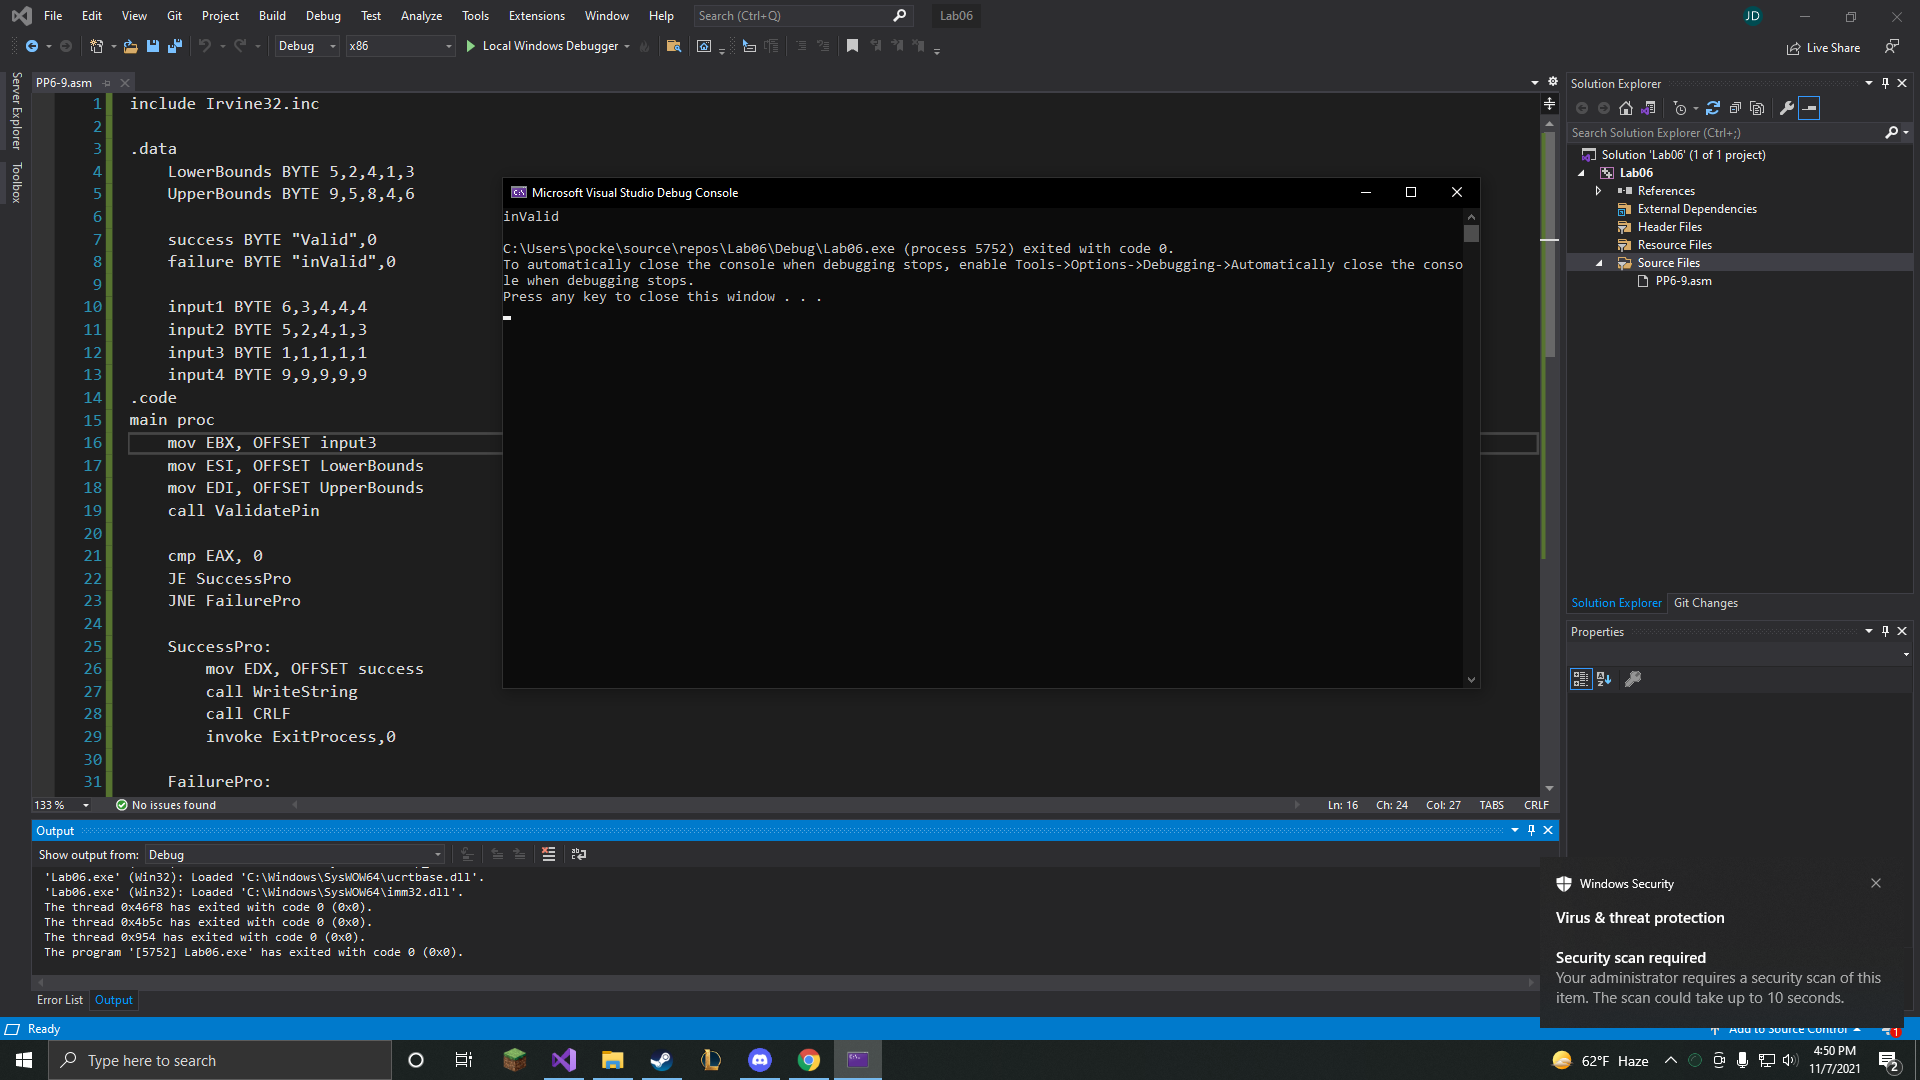 File Edit View Git Project Build Debug Test Analyze Tools Extensions Window Help Search (Ctrl+Q) Lab06 JD
Debug x86 Local Windows Debugger Live Share
Server Explorer
Toolbox
PP6-9.asm
1 include Irvine32.inc
2
3 .data
4 LowerBounds BYTE 5,2,4,1,3
5 UpperBounds BYTE 9,5,8,4,6
6
7 success BYTE "Valid",0
8 failure BYTE "inValid",0
9
10 input1 BYTE 6,3,4,4,4
11 input2 BYTE 5,2,4,1,3
12 input3 BYTE 1,1,1,1,1
13 input4 BYTE 9,9,9,9,9
14 .code
15 main proc
16 mov EBX, OFFSET input3
17 mov ESI, OFFSET LowerBounds
18 mov EDI, OFFSET UpperBounds
19 call ValidatePin
20
21 cmp EAX, 0
22 JE SuccessPro
23 JNE FailurePro
24
25 SuccessPro:
26 mov EDX, OFFSET success
27 call WriteString
28 call CRLF
29 invoke ExitProcess,0
30
31 FailurePro:
Microsoft Visual Studio Debug Console
inValid
C:\Users\pocke\source\repos\Lab06\Debug\Lab06.exe (process 5752) exited with code 0.
To automatically close the console when debugging stops, enable Tools->Options->Debugging->Automatically close the conso
le when debugging stops.
Press any key to close this window . . .
133 % No issues found Ln: 16 Ch: 24 Col: 27 TABS CRLF
Output
Show output from: Debug
'Lab06.exe' (Win32): Loaded 'C:\Windows\SysWOW64\ucrtbase.dll'.
'Lab06.exe' (Win32): Loaded 'C:\Windows\SysWOW64\imm32.dll'.
The thread 0x46f8 has exited with code 0 (0x0).
The thread 0x4b5c has exited with code 0 (0x0).
The thread 0x954 has exited with code 0 (0x0).
The program '[5752] Lab06.exe' has exited with code 0 (0x0).
Error List Output
Solution Explorer
Search Solution Explorer (Ctrl+;)
Solution 'Lab06' (1 of 1 project)
Lab06
References
External Dependencies
Header Files
Resource Files
Source Files
PP6-9.asm
Solution Explorer Git Changes
Properties
Windows Security
Virus & threat protection
Security scan required
Your administrator requires a security scan of this
item. The scan could take up to 10 seconds.
Ready Add to Source Control 1
Type here to search 62°F Haze 4:50 PM
11/7/2021 2